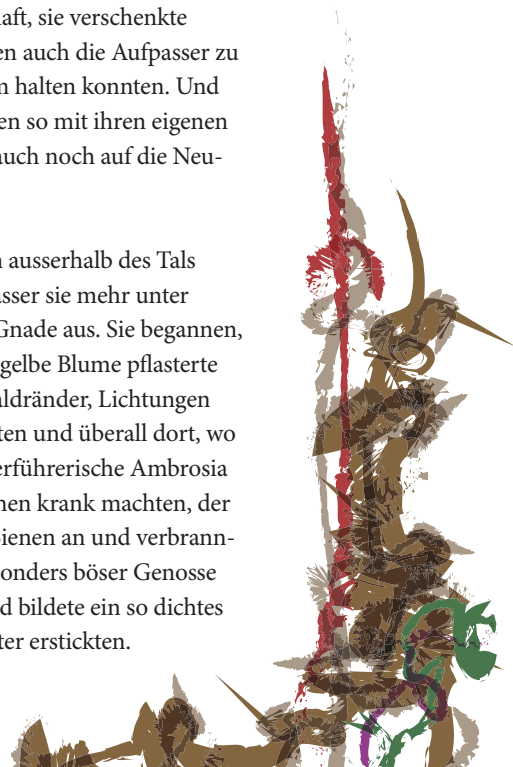 aft, sie verschenkte
en auch die Aufpasser zu
n halten konnten. Und
en so mit ihren eigenen
auch noch auf die Neu-
ausserhalb des Tals
asser sie mehr unter
Gnade aus. Sie begannen,
gelbe Blume pflasterte
aldränder, Lichtungen
ten und überall dort, wo
erführerische Ambrosia
nen krank machten, der
Bienen an und verbrann-
onders böser Genosse
d bildete ein so dichtes
ter erstickten.